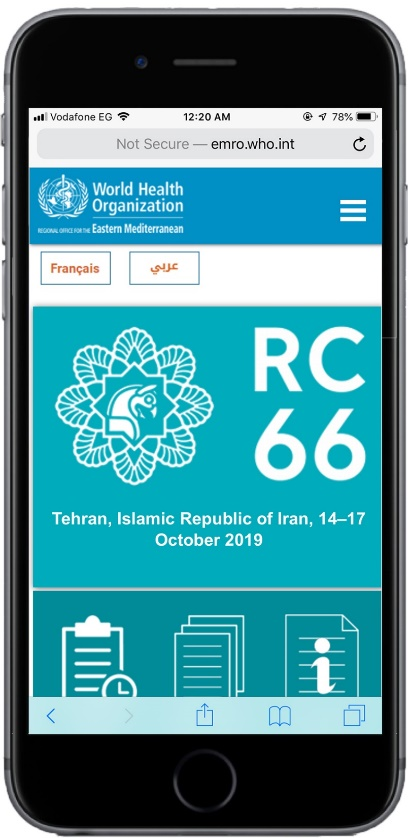 Vodafone EG
12:20 AM
78%
Not Secure — emro.who.int
World Health
Organization
REGIONAL OFFICE FOR THE Eastern Mediterranean
Français
عربي
RC
66
Tehran, Islamic Republic of Iran, 14–17
October 2019